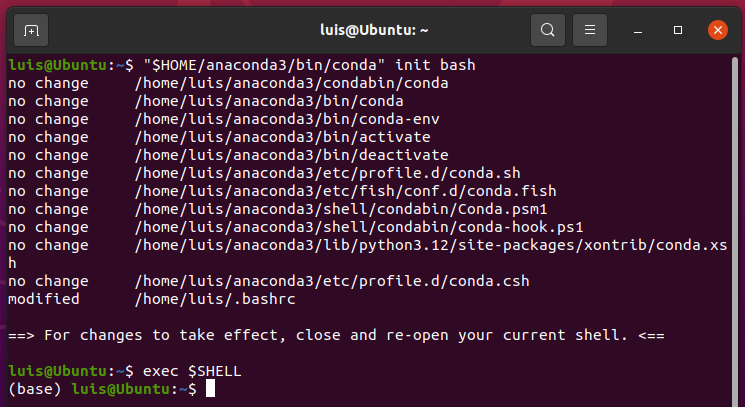 luis@Ubuntu: ~
luis@Ubuntu:~$ "$HOME/anaconda3/bin/conda" init bash
no change     /home/luis/anaconda3/condabin/conda
no change     /home/luis/anaconda3/bin/conda
no change     /home/luis/anaconda3/bin/conda-env
no change     /home/luis/anaconda3/bin/activate
no change     /home/luis/anaconda3/bin/deactivate
no change     /home/luis/anaconda3/etc/profile.d/conda.sh
no change     /home/luis/anaconda3/etc/fish/conf.d/conda.fish
no change     /home/luis/anaconda3/shell/condabin/Conda.psm1
no change     /home/luis/anaconda3/shell/condabin/conda-hook.ps1
no change     /home/luis/anaconda3/lib/python3.12/site-packages/xontrib/conda.xs
h
no change     /home/luis/anaconda3/etc/profile.d/conda.csh
modified      /home/luis/.bashrc
==> For changes to take effect, close and re-open your current shell. <==
luis@Ubuntu:~$ exec $SHELL
(base) luis@Ubuntu:~$